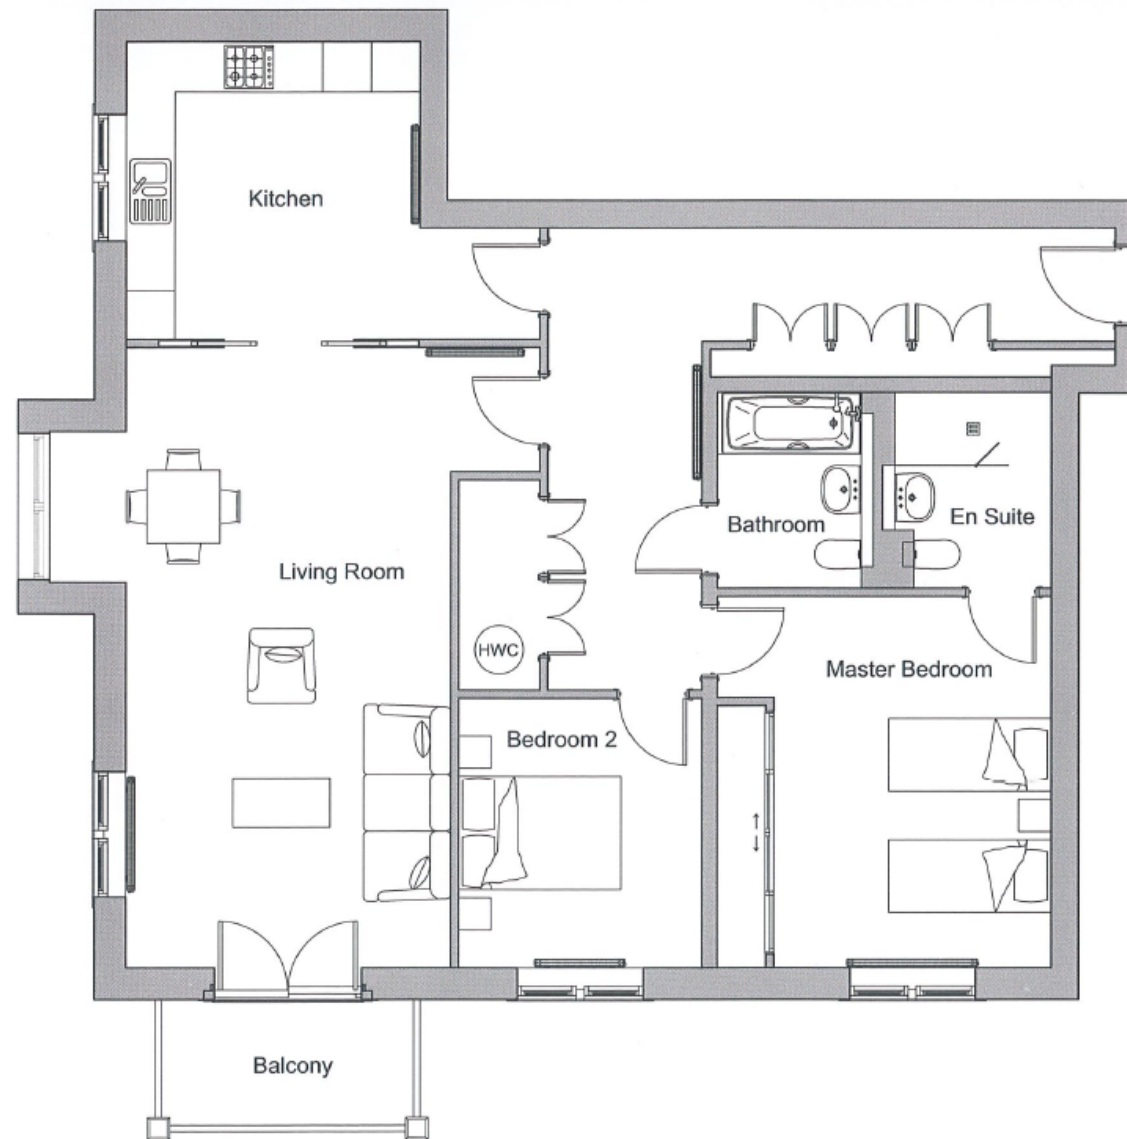 Kitchen
Living Room
Bathroom
En Suite
HWC
Master Bedroom
Bedroom 2
Balcony